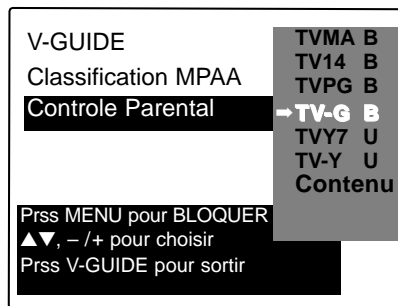 V-GUIDE
Classification MPAA
Controle Parental
TVMA B
TV14 B
TVPG B
➡TV-G B
TVY7 U
TV-Y U
Contenu
Prss MENU pour BLOQUER
▲▼, – /+ pour choisir
Prss V-GUIDE pour sortir